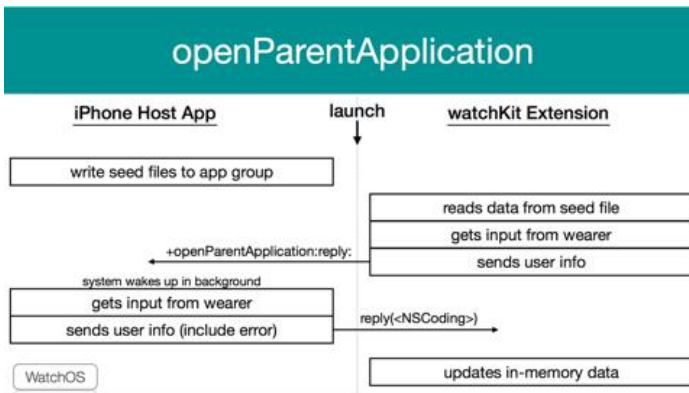 openParentApplication
iPhone Host App
launch
watchKit Extension
write seed files to app group
reads data from seed file
gets input from wearer
+openParentApplication:reply:
sends user info
system wakes up in background
gets input from wearer
sends user info (include error)
reply(<NSCoding>)
updates in-memory data
WatchOS